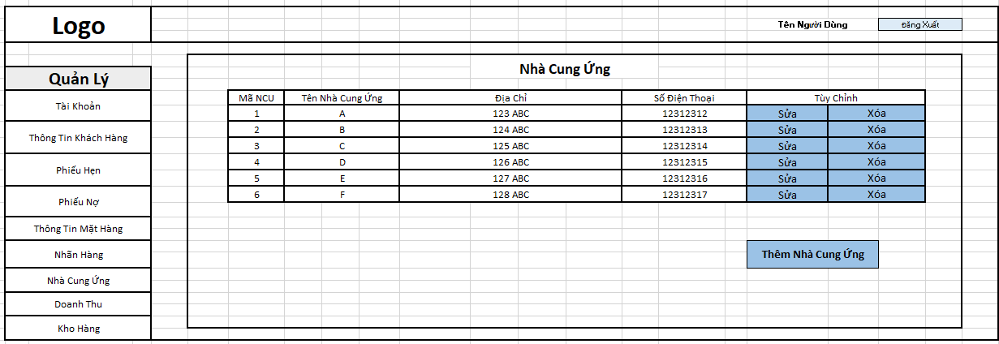 Logo
Tên Người Dùng Đăng Xuất
Quản Lý
Tài Khoản
Thông Tin Khách Hàng
Phiếu Hẹn
Phiếu Nợ
Thông Tin Mặt Hàng
Nhãn Hàng
Nhà Cung Ứng
Doanh Thu
Kho Hàng
Nhà Cung Ứng
Mã NCU Tên Nhà Cung Ứng Địa Chỉ Số Điện Thoại Tùy Chỉnh
1 A 123 ABC 12312312 Sửa Xóa
2 B 124 ABC 12312313 Sửa Xóa
3 C 125 ABC 12312314 Sửa Xóa
4 D 126 ABC 12312315 Sửa Xóa
5 E 127 ABC 12312316 Sửa Xóa
6 F 128 ABC 12312317 Sửa Xóa
Thêm Nhà Cung Ứng